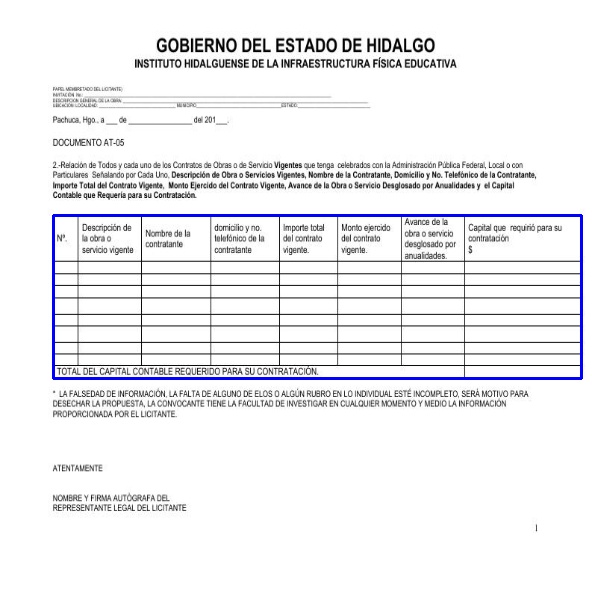 GOBIERNO DEL ESTADO DE HIDALGO
INSTITUTO HIDALGUENSE DE LA INFRAESTRUCTURA FÍSICA EDUCATIVA
PAPEL MEMBRETADO DEL LICITANTE)
INVITACIÓN No.:
DESCRIPCIÓN GENERAL DE LA OBRA:
UBICACIÓN: LOCALIDAD: MUNICIPIO: ESTADO:
Pachuca, Hgo., a ___ de ______________ del 201___.
DOCUMENTO AT-05
2.-Relación de Todos y cada uno de los Contratos de Obras o de Servicio Vigentes que tenga celebrados con la Administración Pública Federal, Local o con
Particulares Señalando por Cada Uno, Descripción de Obra o Servicios Vigentes, Nombre de la Contratante, Domicilio y No. Telefónico de la Contratante,
Importe Total del Contrato Vigente, Monto Ejercido del Contrato Vigente, Avance de la Obra o Servicio Desglosado por Anualidades y el Capital
Contable que Requería para su Contratación.
Nº.
Descripción de
la obra o
servicio vigente
Nombre de la
contratante
domicilio y no.
telefónico de la
contratante
Importe total
del contrato
vigente.
Monto ejercido
del contrato
vigente.
Avance de la
obra o servicio
desglosado por
anualidades.
Capital que requirió para su
contratación
$
TOTAL DEL CAPITAL CONTABLE REQUERIDO PARA SU CONTRATACIÓN.
* LA FALSEDAD DE INFORMACIÓN, LA FALTA DE ALGUNO DE ELOS O ALGÚN RUBRO EN LO INDIVIDUAL ESTÉ INCOMPLETO, SERÁ MOTIVO PARA
DESECHAR LA PROPUESTA, LA CONVOCANTE TIENE LA FACULTAD DE INVESTIGAR EN CUALQUIER MOMENTO Y MEDIO LA INFORMACIÓN
PROPORCIONADA POR EL LICITANTE.
ATENTAMENTE
NOMBRE Y FIRMA AUTÓGRAFA DEL
REPRESENTANTE LEGAL DEL LICITANTE
1